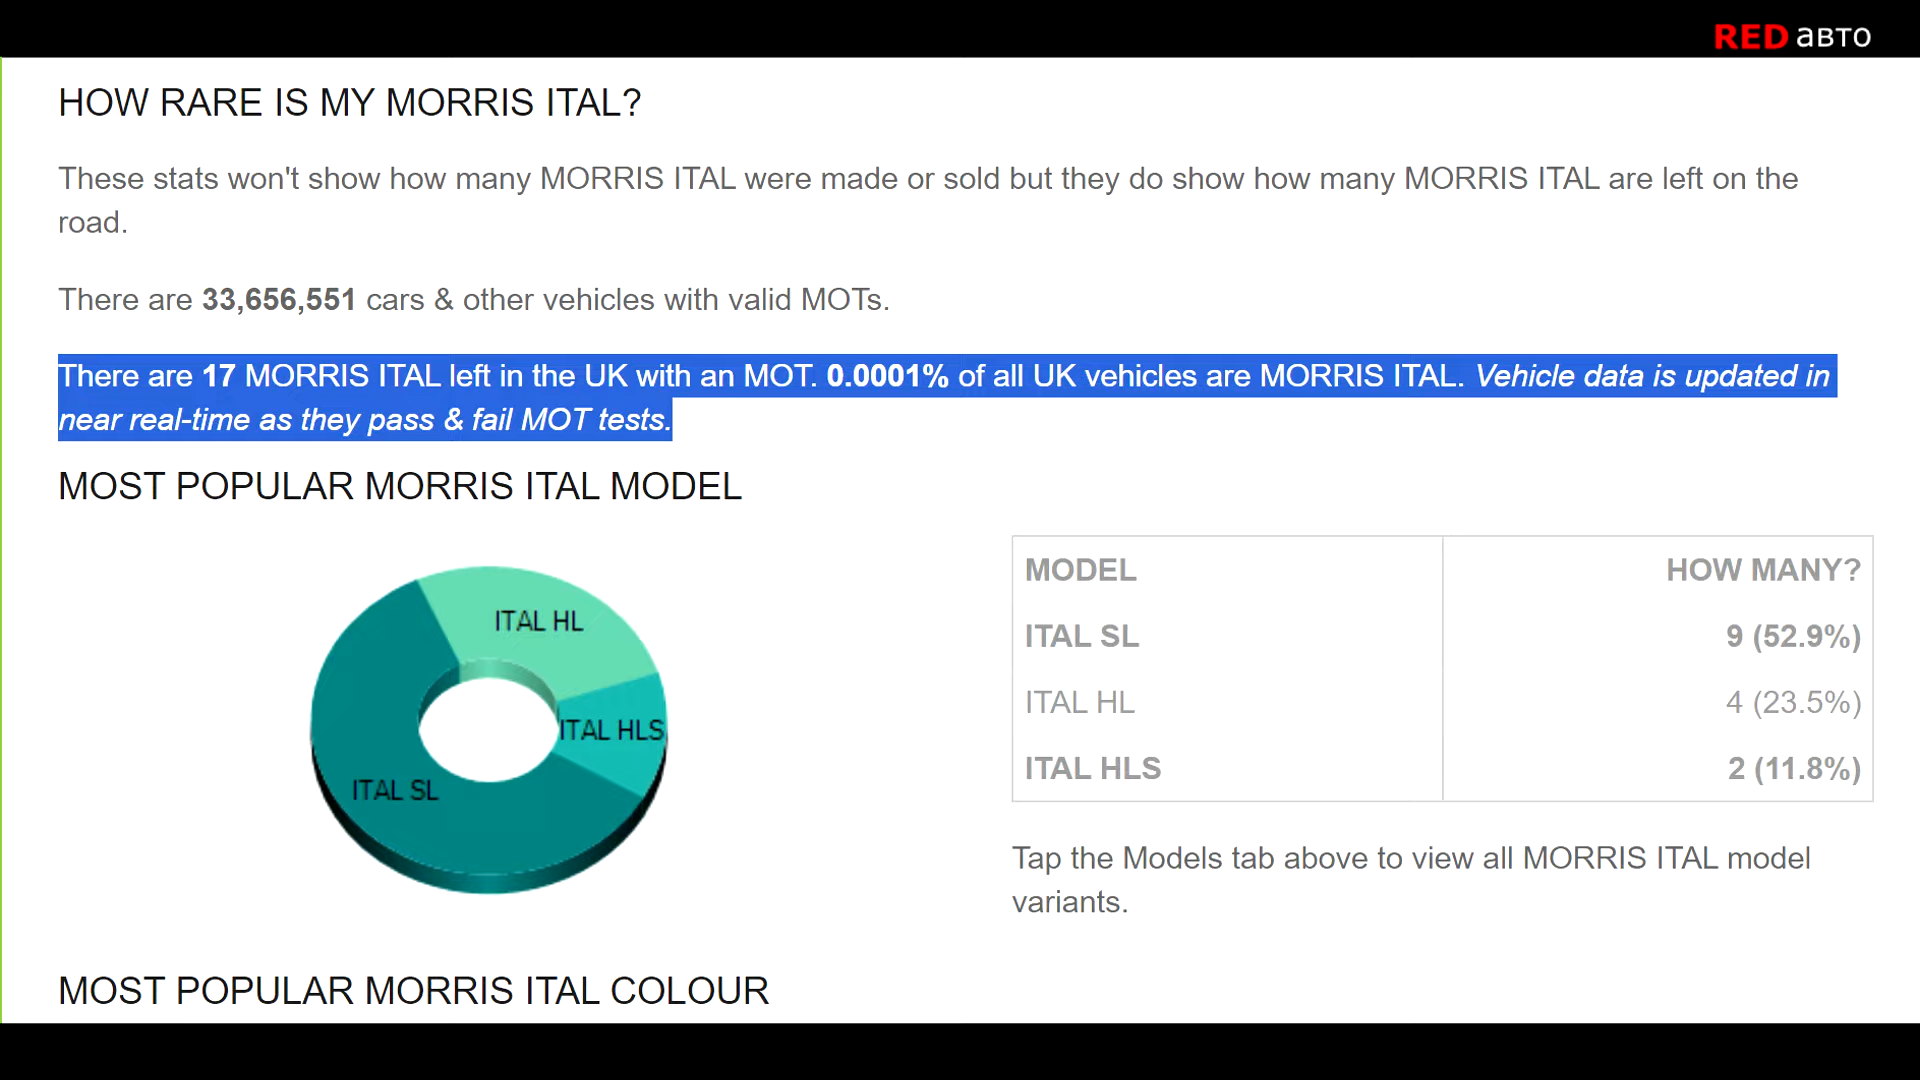 RED авто
HOW RARE IS MY MORRIS ITAL?
These stats won't show how many MORRIS ITAL were made or sold but they do show how many MORRIS ITAL are left on the
road.
There are 33,656,551 cars & other vehicles with valid MOTs.
There are 17 MORRIS ITAL left in the UK with an MOT. 0.0001% of all UK vehicles are MORRIS ITAL. Vehicle data is updated in
near real-time as they pass & fail MOT tests.
MOST POPULAR MORRIS ITAL MODEL
ITAL HL
ITAL HLS
ITAL SL
MODEL HOW MANY?
ITAL SL 9 (52.9%)
ITAL HL 4 (23.5%)
ITAL HLS 2 (11.8%)
Tap the Models tab above to view all MORRIS ITAL model
variants.
MOST POPULAR MORRIS ITAL COLOUR